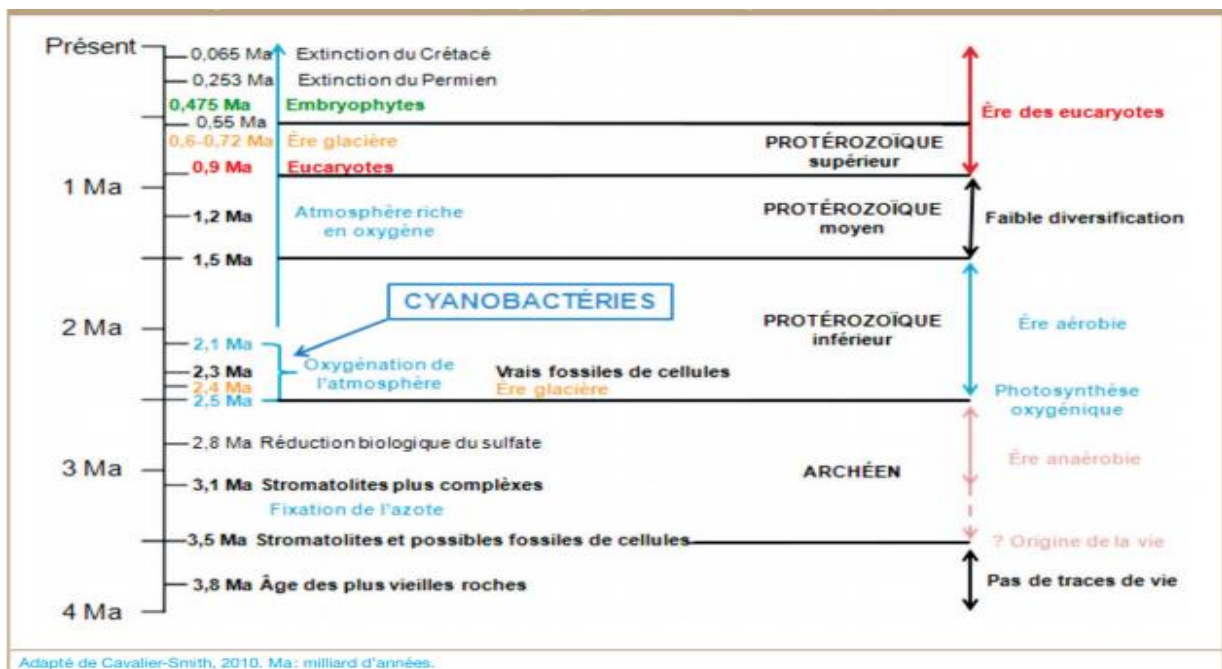 Présent
0,065 Ma Extinction du Crétacé
0,253 Ma Extinction du Permien
0,475 Ma Embryophytes
Ère des eucaryotes
0,55 Ma
0,6-0,72 Ma Ère glacière
PROTÉROZOÏQUE
supérieur
0,9 Ma Eucaryotes
1 Ma
1,2 Ma
Atmosphère riche
en oxygène
PROTÉROZOÏQUE
moyen
Faible diversification
1,5 Ma
CYANOBACTÉRIES
2 Ma
PROTÉROZOÏQUE
inférieur
Ère aérobie
2,1 Ma
2,3 Ma
Oxygénation de
l'atmosphère
Vrais fossiles de cellules
2,4 Ma
Ère glacière
2,5 Ma
Photosynthèse
oxygénique
2,8 Ma Réduction biologique du sulfate
Ère anaérobie
3 Ma
ARCHÉEN
3,1 Ma Stromatolites plus complèxes
Fixation de l'azote
3,5 Ma Stromatolites et possibles fossiles de cellules
? Origine de la vie
3,8 Ma Âge des plus vieilles roches
Pas de traces de vie
4 Ma
Adapté de Cavalier-Smith, 2010. Ma: milliard d'années.